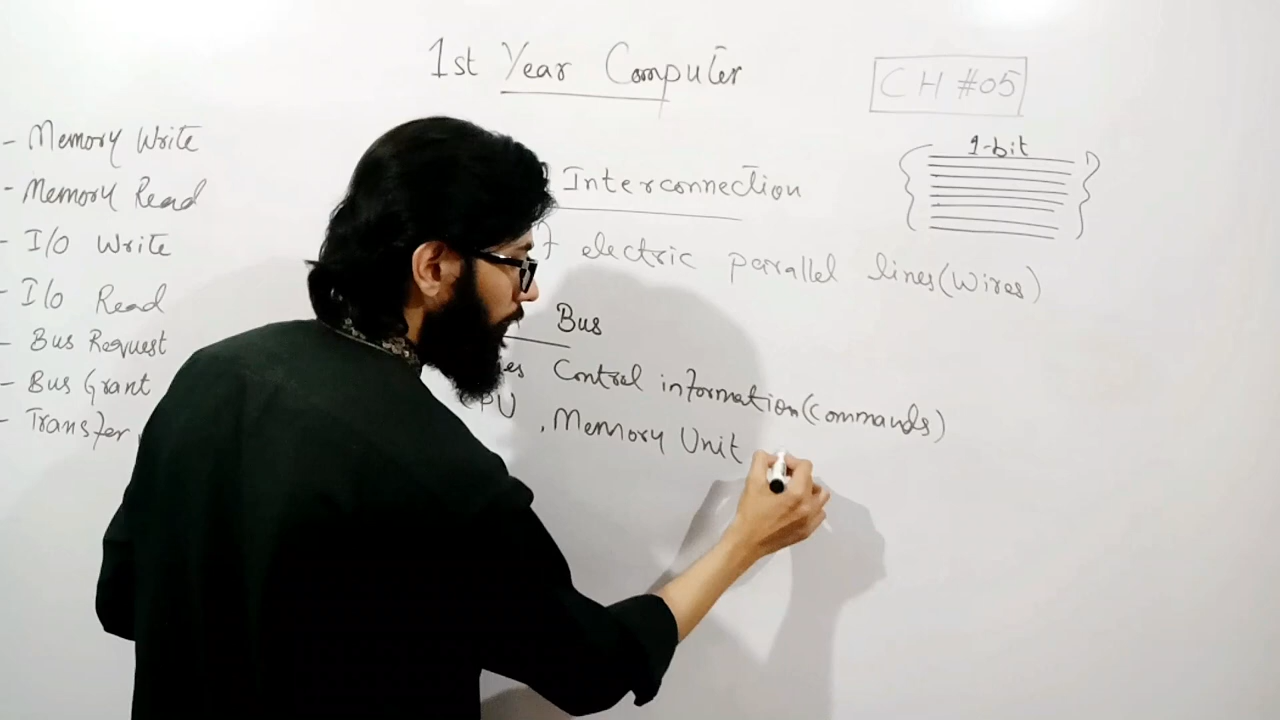 1st Year Computer
CH #05
- Memory Write
- Memory Read
- I/O Write
- I/O Read
- Bus Request
- Bus Grant
- Transfer
1-bit
Interconnection
electric parallel lines(Wires)
Bus
Control information(Commands)
CPU , Memory Unit